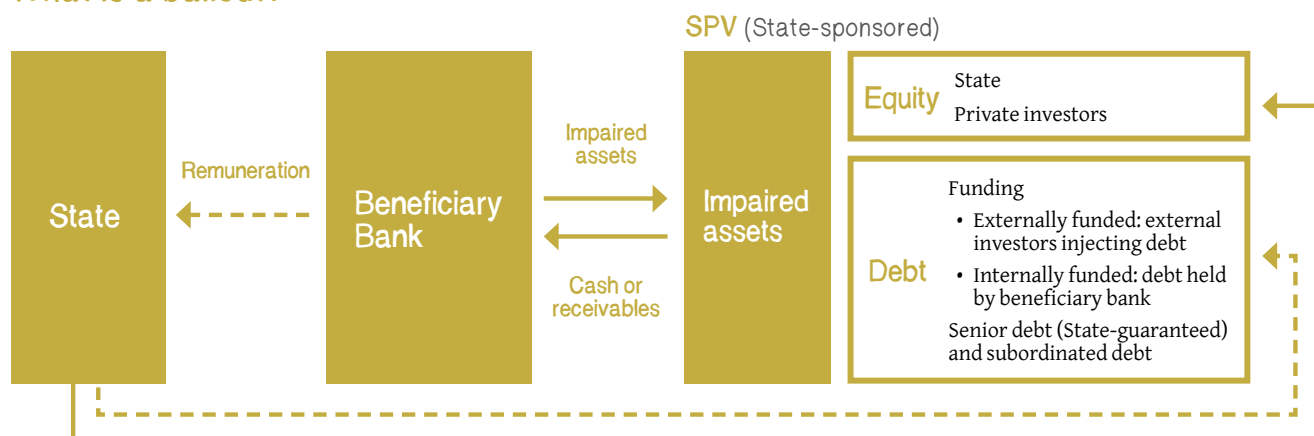 SPV (State-sponsored)
State
Remuneration
Beneficiary
Bank
Impaired
assets
Cash or
receivables
Impaired
assets
Equity
State
Private investors
Debt
Funding
• Externally funded: external
investors injecting debt
• Internally funded: debt held
by beneficiary bank
Senior debt (State-guaranteed)
and subordinated debt